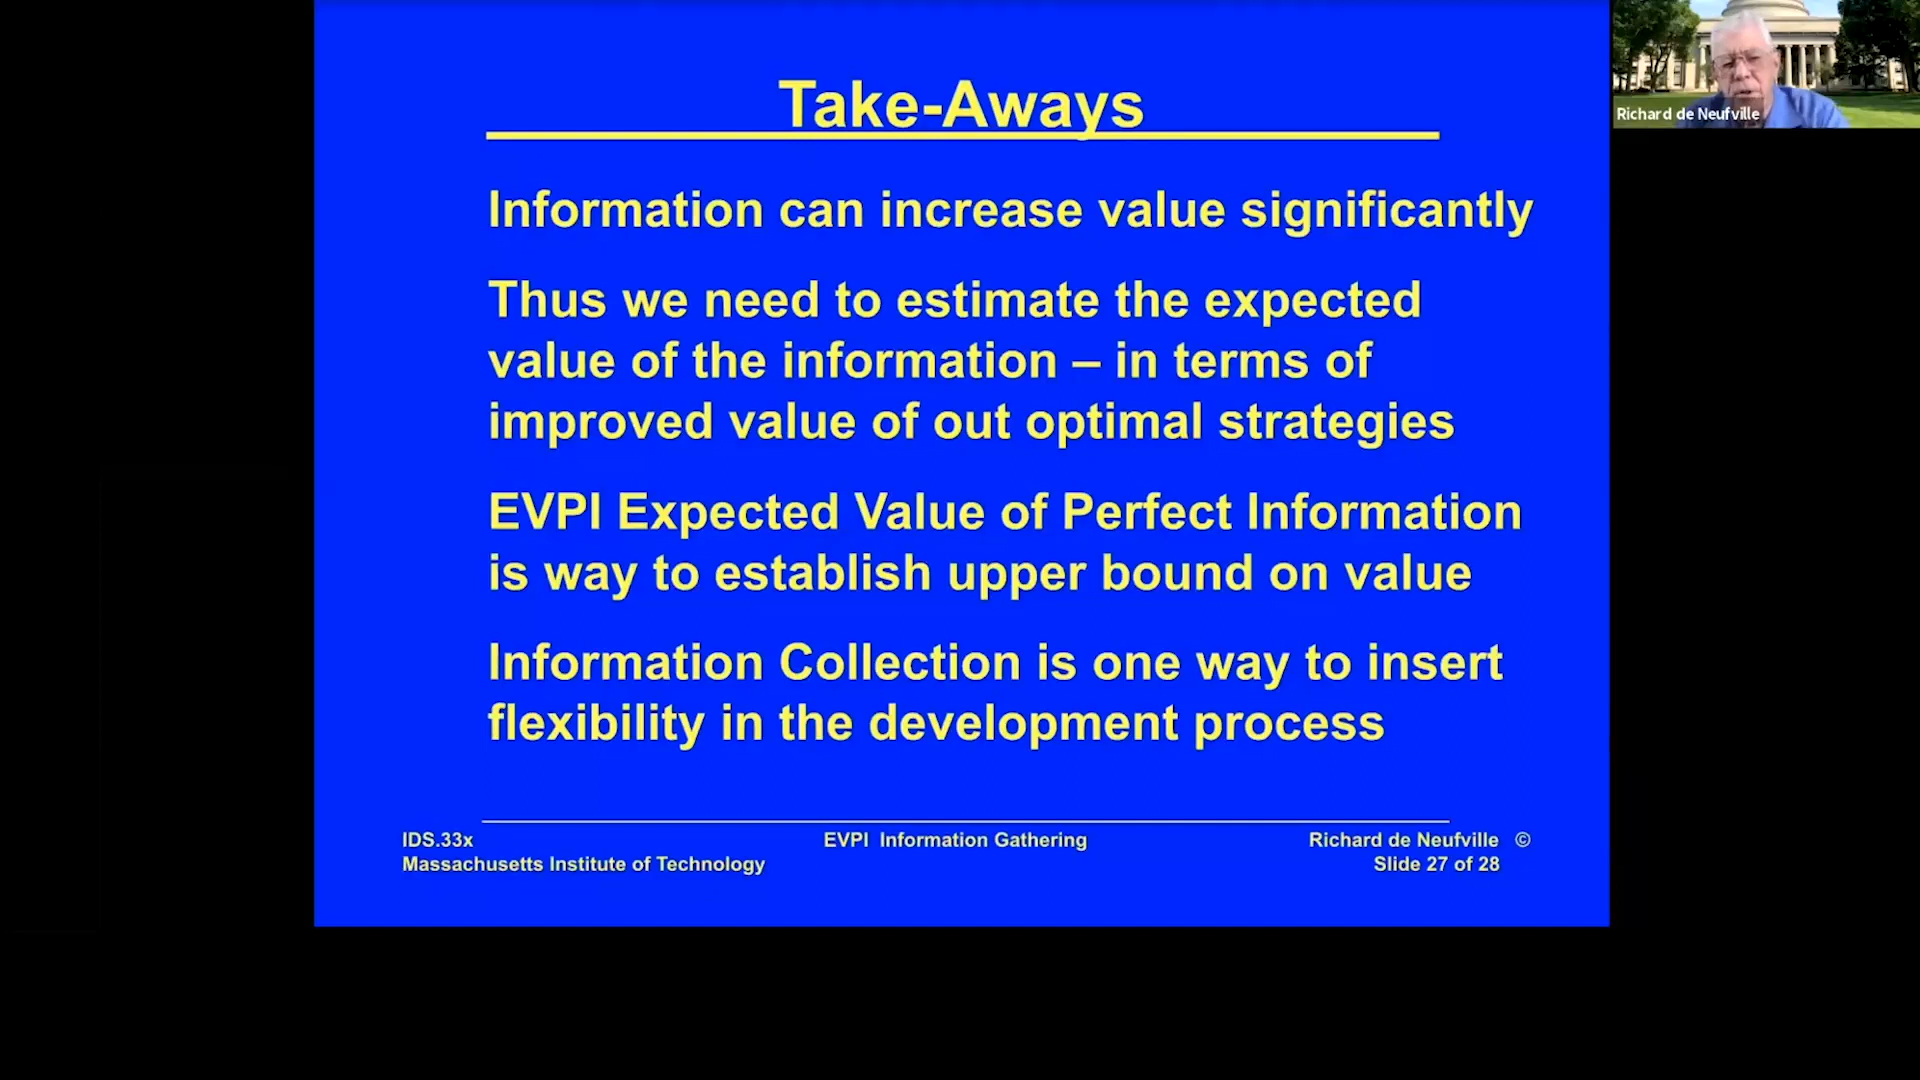 Take-Aways
Richard de Neufville
Information can increase value significantly
Thus we need to estimate the expected
value of the information – in terms of
improved value of out optimal strategies
EVPI Expected Value of Perfect Information
is way to establish upper bound on value
Information Collection is one way to insert
flexibility in the development process
IDS.33x
Massachusetts Institute of Technology
EVPI Information Gathering
Richard de Neufville ©
Slide 27 of 28